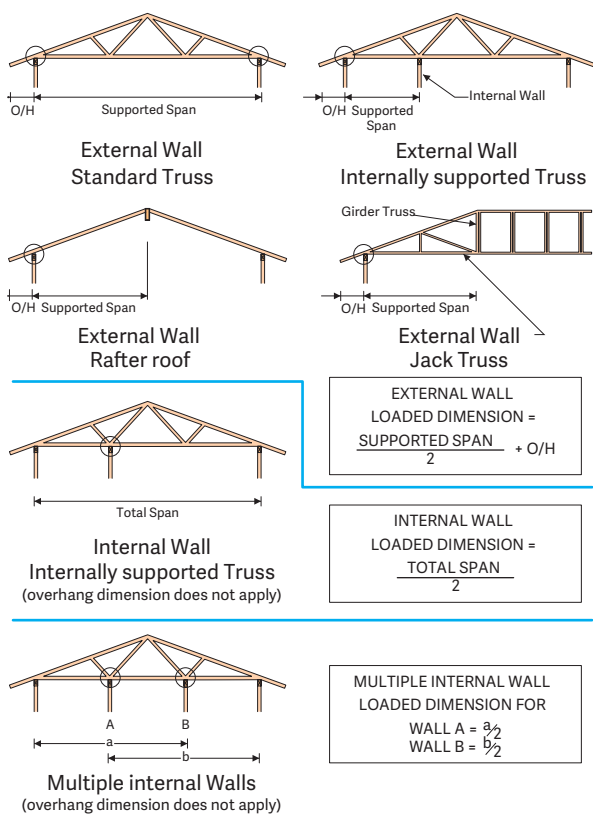 O/H
Supported Span
External Wall
Standard Truss
Internal Wall
O/H
Supported
Span
External Wall
Internally supported Truss
O/H
Supported Span
External Wall
Rafter roof
Girder Truss
O/H
Supported Span
External Wall
Jack Truss
EXTERNAL WALL
LOADED DIMENSION =
SUPPORTED SPAN
2
+ O/H
Total Span
Internal Wall
Internally supported Truss
(overhang dimension does not apply)
INTERNAL WALL
LOADED DIMENSION =
TOTAL SPAN
2
A
B
a
b
Multiple internal Walls
(overhang dimension does not apply)
MULTIPLE INTERNAL WALL
LOADED DIMENSION FOR
WALL A = a/2
WALL B = b/2